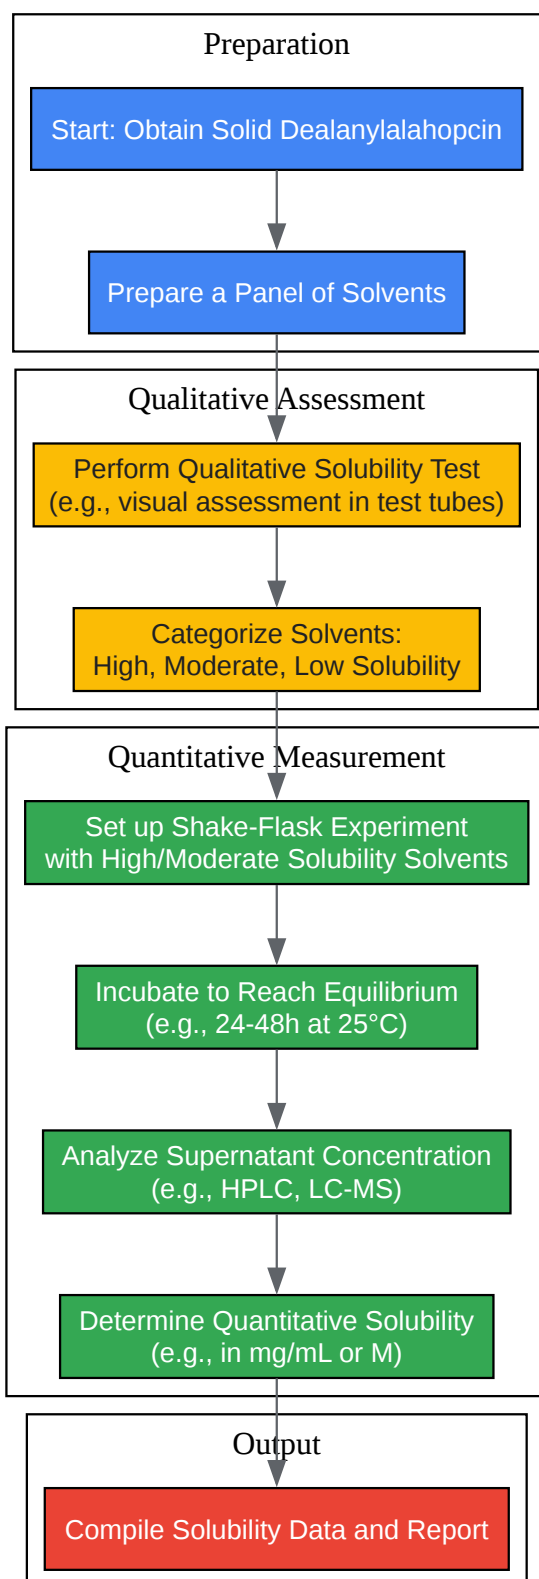 Preparation
Start: Obtain Solid Dealanylalahopcin
Prepare a Panel of Solvents
Qualitative Assessment
Perform Qualitative Solubility Test
(e.g., visual assessment in test tubes)
Categorize Solvents:
High, Moderate, Low Solubility
Quantitative Measurement
Set up Shake-Flask Experiment
with High/Moderate Solubility Solvents
Incubate to Reach Equilibrium
(e.g., 24-48h at 25°C)
Analyze Supernatant Concentration
(e.g., HPLC, LC-MS)
Determine Quantitative Solubility
(e.g., in mg/mL or M)
Output
Compile Solubility Data and Report